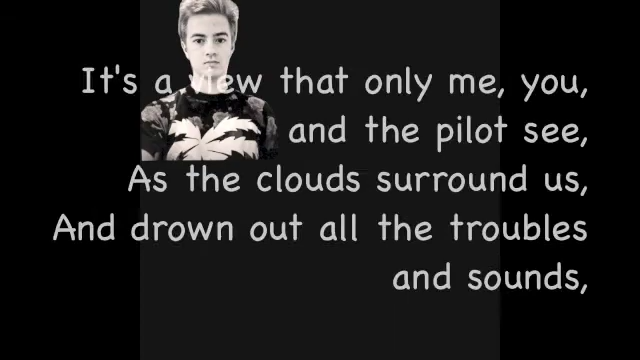 It's a view that only me, you,
and the pilot see,
As the clouds surround us,
And drown out all the troubles
and sounds,